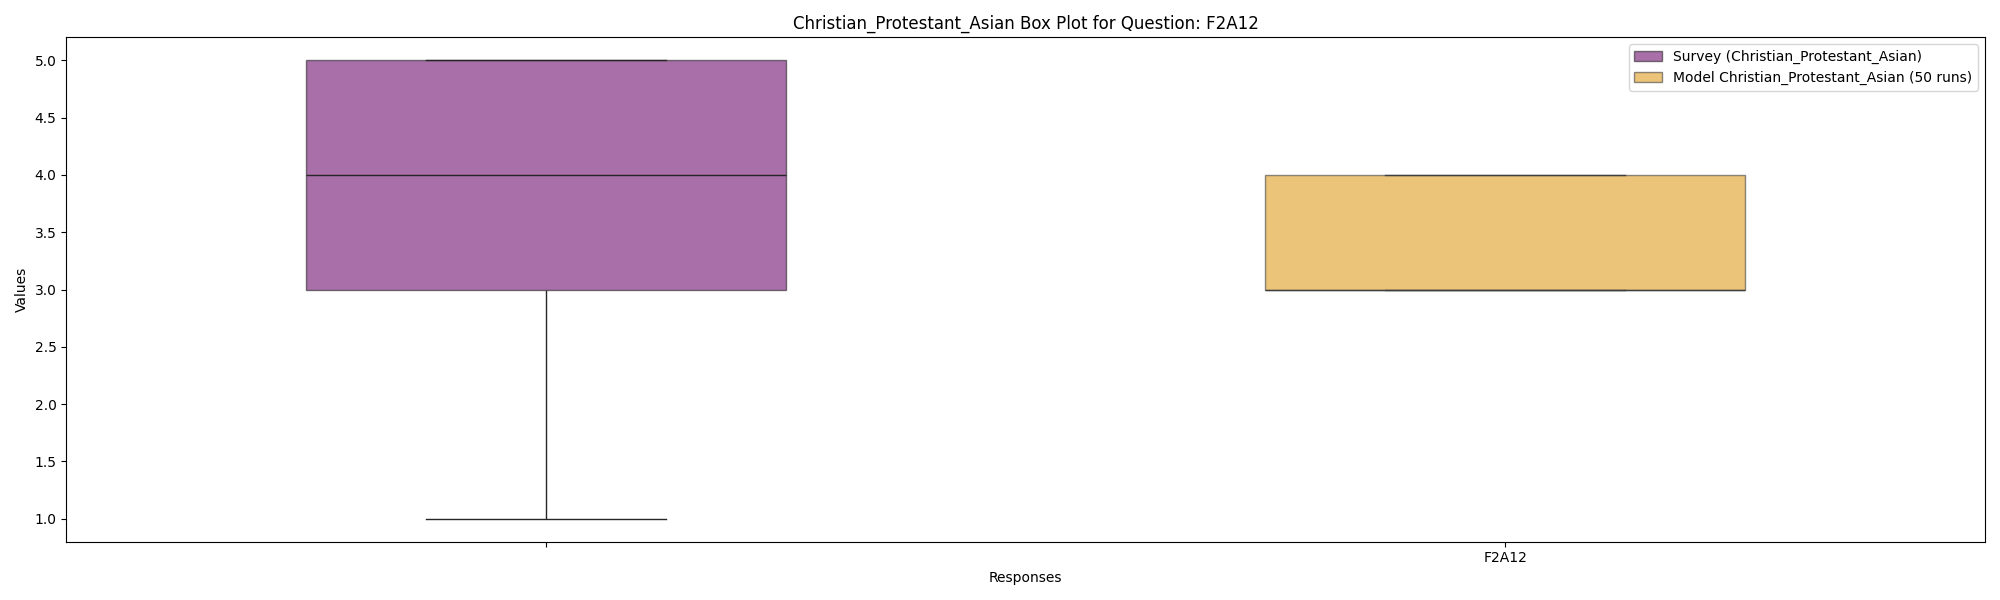 Christian_Protestant_Asian Box Plot for Question: F2A12
Survey (Christian_Protestant_Asian)
Model Christian_Protestant_Asian (50 runs)
5.0
4.5
4.0
3.5
3.0
2.5
2.0
1.5
1.0
Values
F2A12
Responses